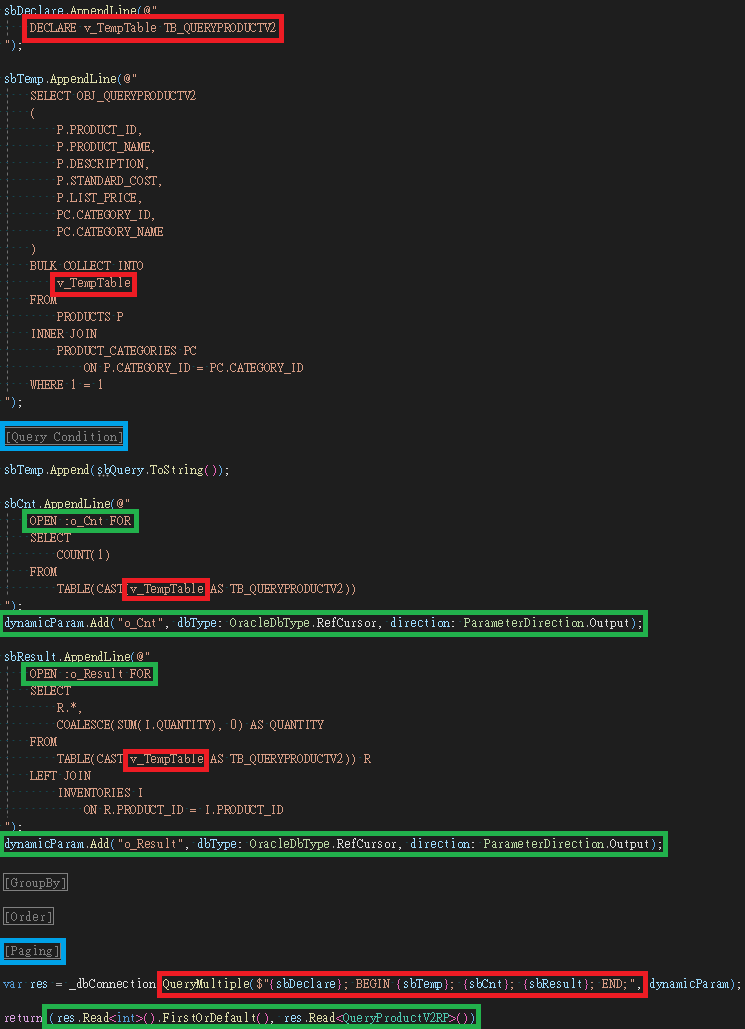 sbDeclare.AppendLine(@"
DECLARE v_TempTable TB_QUERYPRODUCTV2
");
sbTemp.AppendLine(@"
SELECT OBJ_QUERYPRODUCTV2
(
P.PRODUCT_ID,
P.PRODUCT_NAME,
P.DESCRIPTION,
P.STANDARD_COST,
P.LIST_PRICE,
PC.CATEGORY_ID,
PC.CATEGORY_NAME
)
BULK COLLECT INTO
v_TempTable
FROM
PRODUCTS P
INNER JOIN
PRODUCT_CATEGORIES PC
ON P.CATEGORY_ID = PC.CATEGORY_ID
WHERE 1 = 1
");
[Query Condition]
sbTemp.Append(sbQuery.ToString());
sbCnt.AppendLine(@"
OPEN :o_Cnt FOR
SELECT
COUNT(1)
FROM
TABLE(CAST(v_TempTable AS TB_QUERYPRODUCTV2))
");
dynamicParam.Add("o_Cnt", dbType: OracleDbType.RefCursor, direction: ParameterDirection.Output);
sbResult.AppendLine(@"
OPEN :o_Result FOR
SELECT
R.*,
COALESCE(SUM(I.QUANTITY), 0) AS QUANTITY
FROM
TABLE(CAST(v_TempTable AS TB_QUERYPRODUCTV2)) R
LEFT JOIN
INVENTORIES I
ON R.PRODUCT_ID = I.PRODUCT_ID
");
dynamicParam.Add("o_Result", dbType: OracleDbType.RefCursor, direction: ParameterDirection.Output);
[GroupBy]
[Order]
[Paging]
var res = _dbConnection.QueryMultiple($"{sbDeclare}; BEGIN {sbTemp}; {sbCnt}; {sbResult}; END;", dynamicParam);
return (res.Read<int>().FirstOrDefault(), res.Read<QueryProductV2RP>())